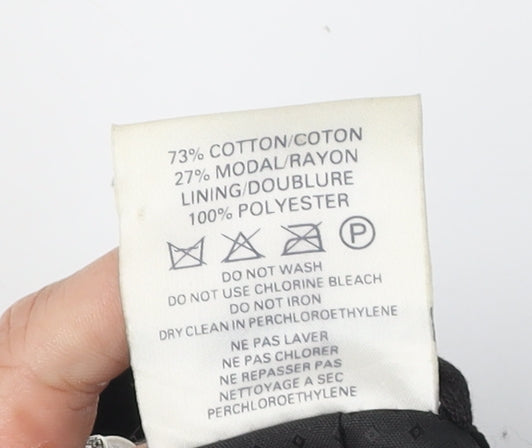 73% COTTON/COTON
27% MODAL/RAYON
LINING/DOUBLURE
100% POLYESTER
P
DO NOT WASH
DO NOT USE CHLORINE BLEACH
DO NOT IRON
DRY CLEAN IN PERCHLOROETHYLENE
NE PAS LAVER
NE PAS CHLORER
NE REPASSER PAS
NETTOYAGE A SEC
PERCHLOROETHYLENE